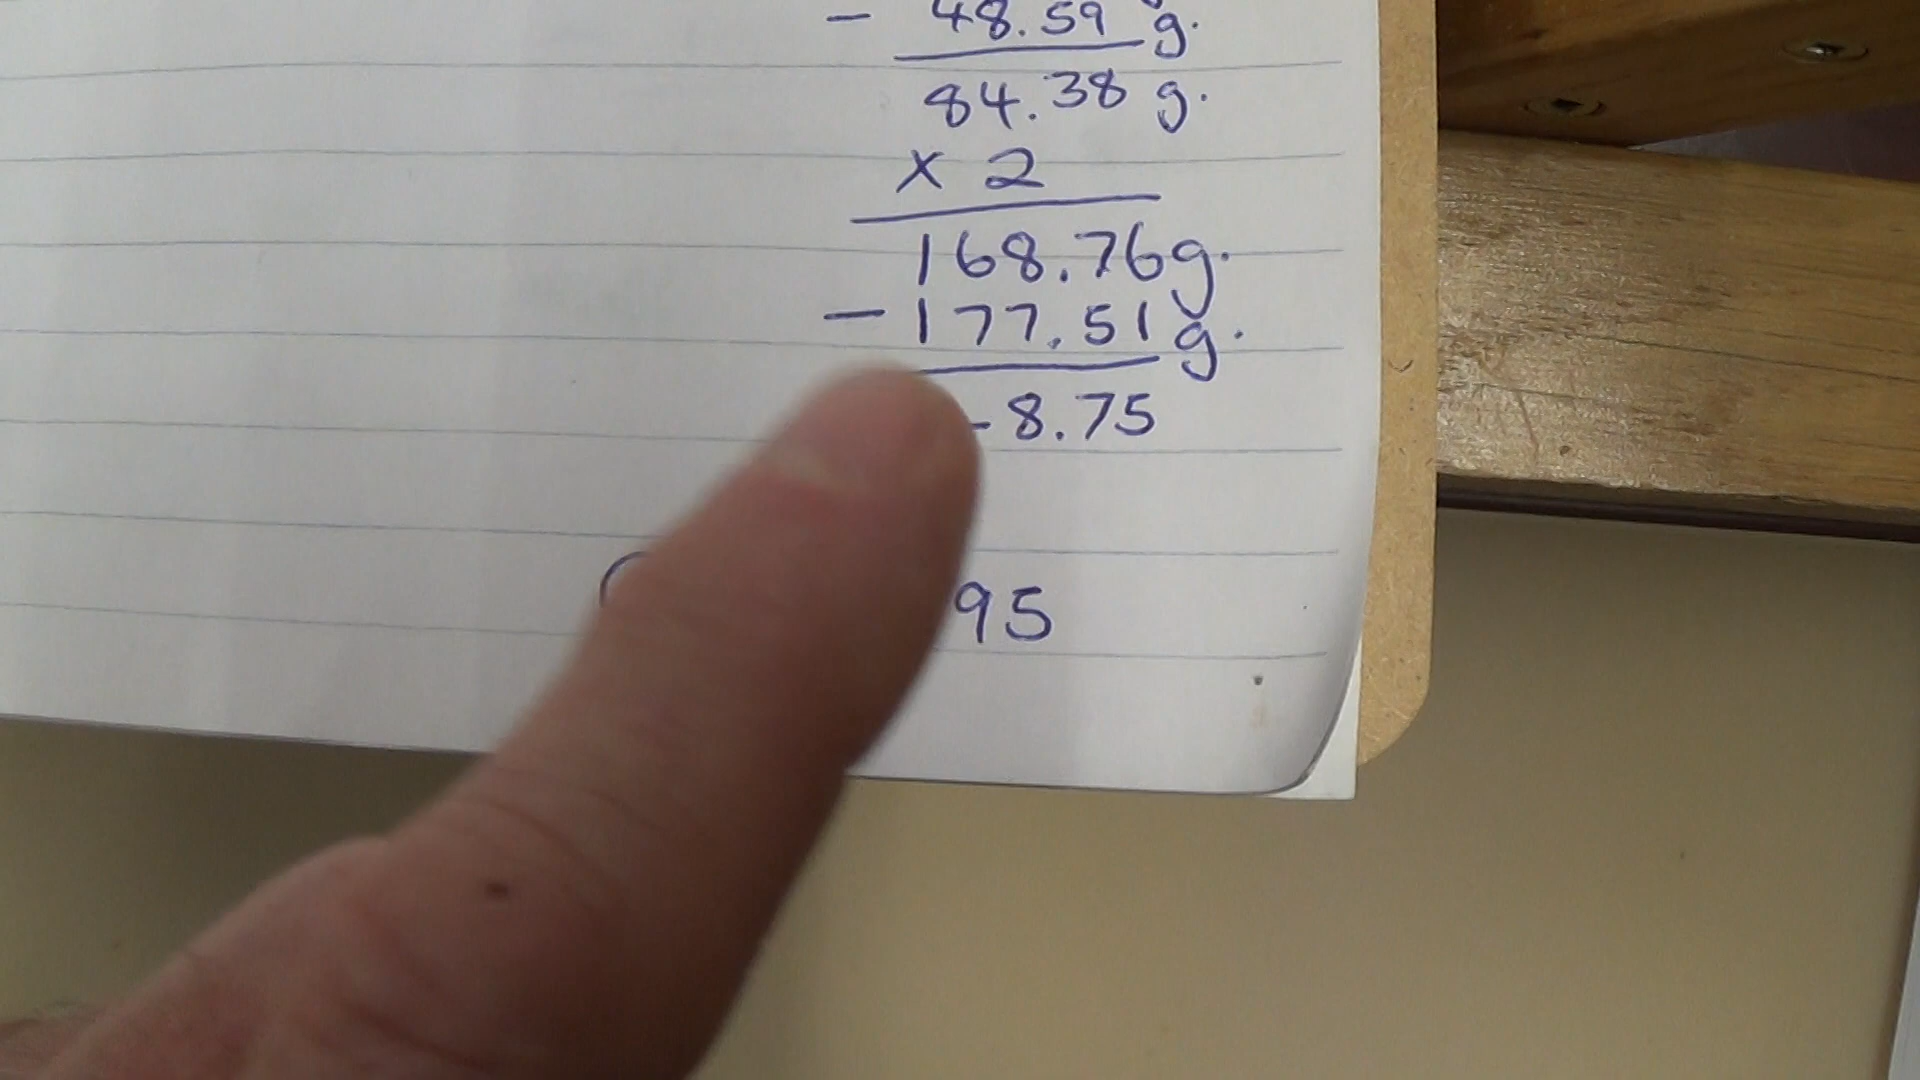 - 48.59 g.
84.38 g.
x 2
168.76g.
- 177.51 g.
-8.75
95